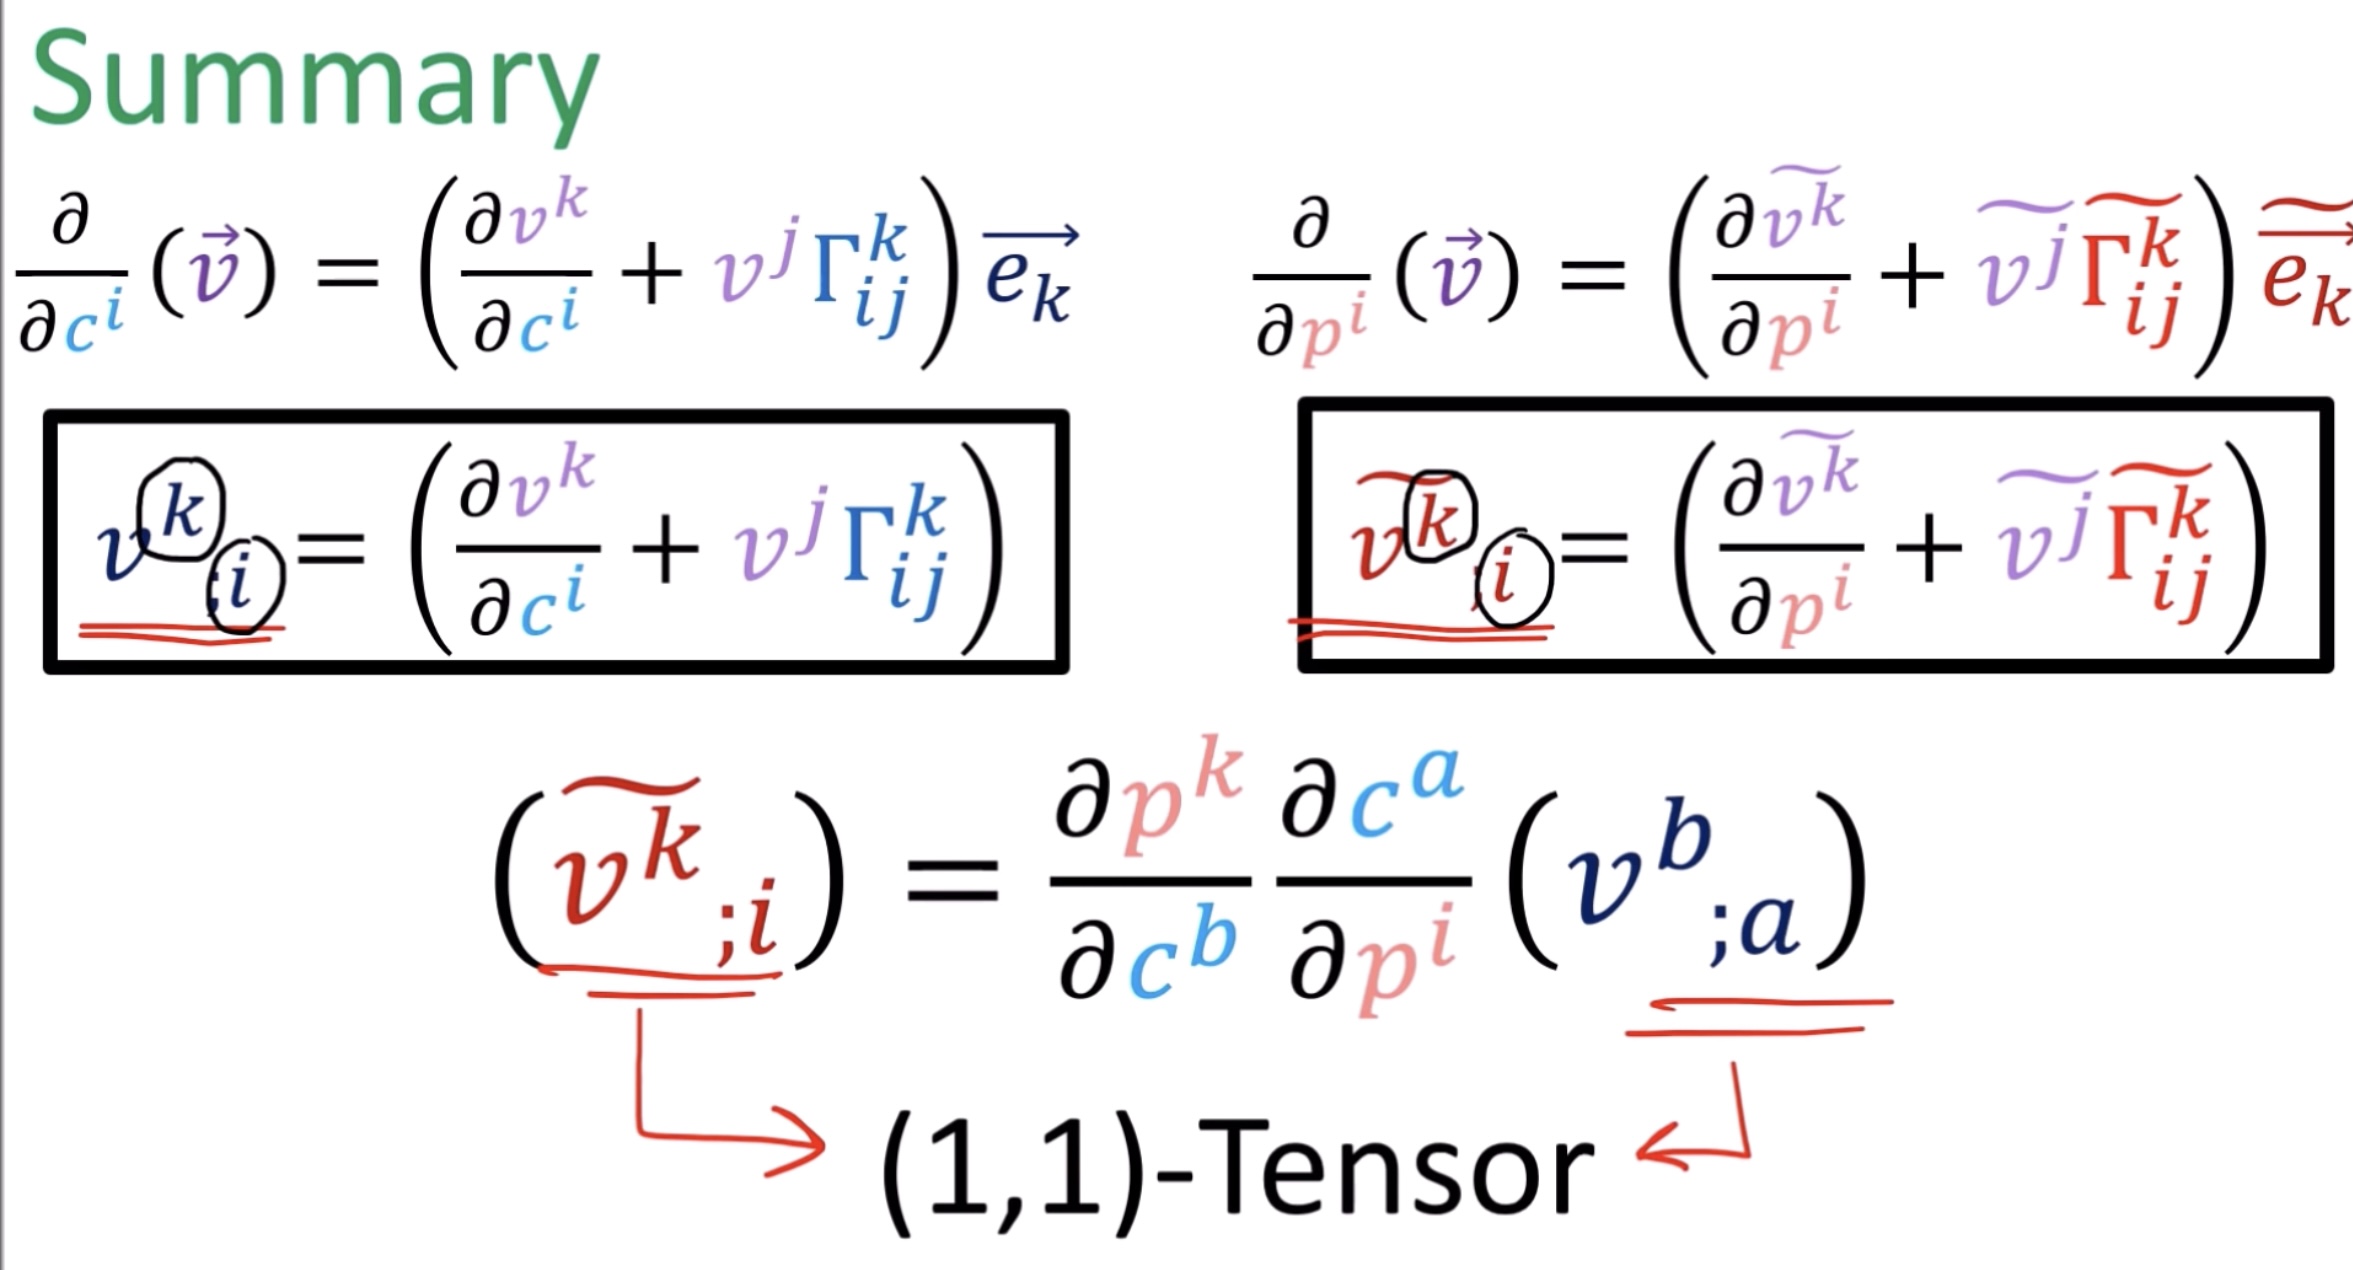 Summary
$\frac{\partial}{\partial c^i}(\vec{v}) = \left(\frac{\partial v^k}{\partial c^i} + v^j \Gamma^k_{ij}\right)\overrightarrow{e_k}$ $\frac{\partial}{\partial p^i}(\vec{v}) = \left(\frac{\partial \widetilde{v^k}}{\partial p^i} + \widetilde{v^j} \widetilde{\Gamma^k_{ij}}\right)\widetilde{\overrightarrow{e_k}}$
$v^k{}_{;i} = \left(\frac{\partial v^k}{\partial c^i} + v^j \Gamma^k_{ij}\right)$ $\widetilde{v^k}{}_{;i} = \left(\frac{\partial \widetilde{v^k}}{\partial p^i} + \widetilde{v^j} \widetilde{\Gamma^k_{ij}}\right)$
$\left(\widetilde{v^k}{}_{;i}\right) = \frac{\partial p^k}{\partial c^b} \frac{\partial c^a}{\partial p^i} \left(v^b{}_{;a}\right)$
(1,1)-Tensor